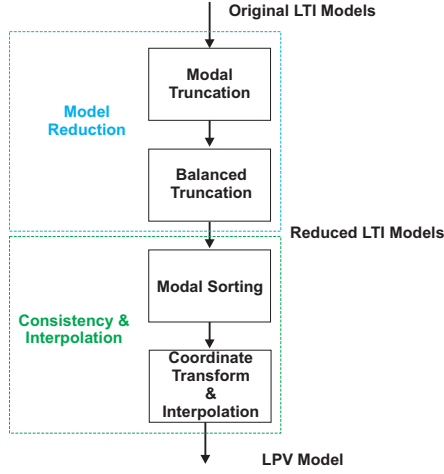 Original LTI Models
Modal
Truncation
Model
Reduction
Balanced
Truncation
Reduced LTI Models
Modal Sorting
Consistency &
Interpolation
Coordinate
Transform
&
Interpolation
LPV Model